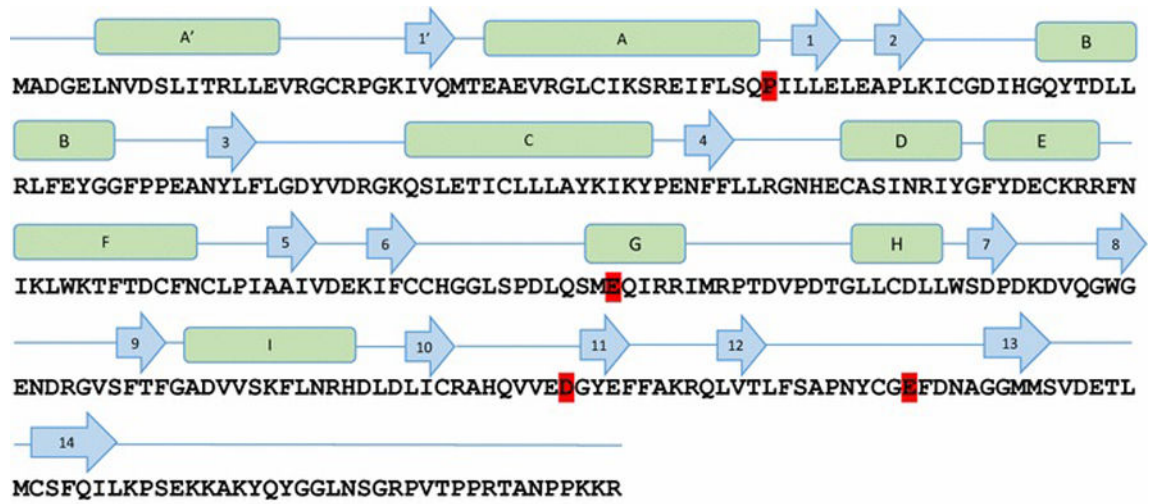 A' 1' A 1 2 B
MADGELNVDSLITRLLEVRGCRPGKIVQMTEAEVRGLCIKSREIFLSQPILLELEAPLKICGDIHGQYTDLL
B 3 C 4 D E
RLFEYGGFPPEANYLFLGDYVDRGKQSLETICLLLAYKIKYPENFFLLRGNHECASINRIYGFYDECKRRFN
F 5 6 G H 7 8
IKLWKTFTDCFNCLPIAAIVDEKIFCCHGGLSPDLQSMEQIRRIMRPTDVPDTGLLCDLLWSDPDKDVQGWG
9 I 10 11 12 13
ENDRGVSFTFGADVVSKFLNRHDLDLICRAHQVVEDGYEFFAKRQLVTLFSAPNYCGEFDNAGGMMSVDETL
14
MCSFQILKPSEKKAKYQYGGLNSGRPVTPPRTANPPKKR